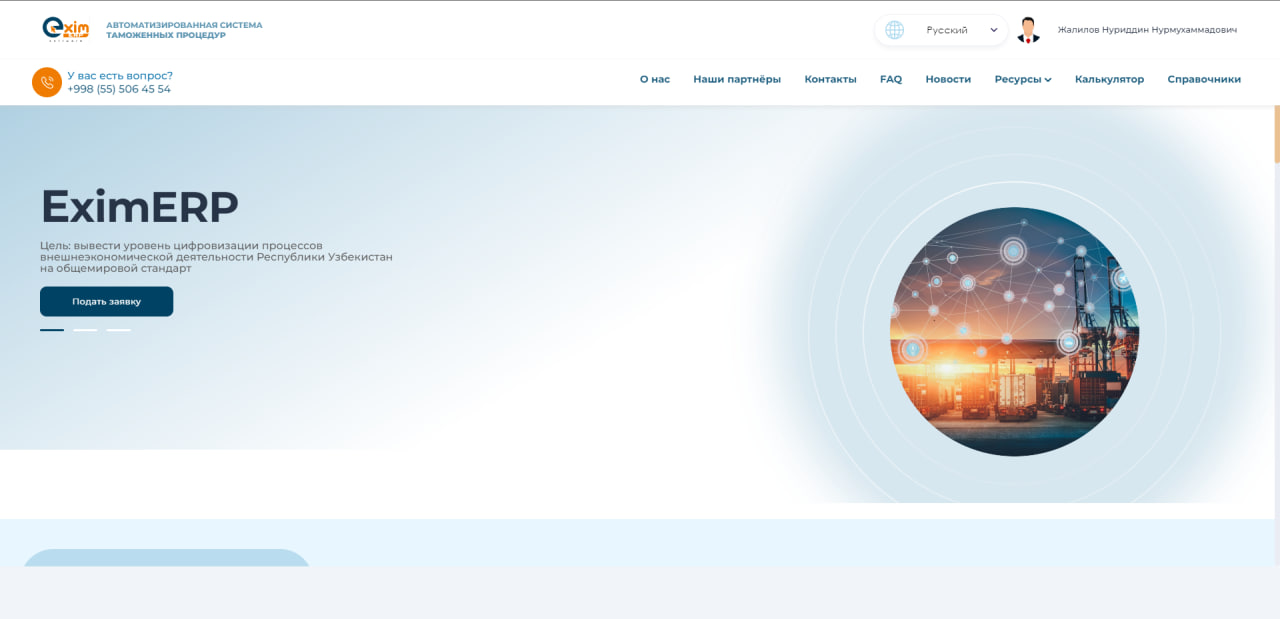 exim
ERP
АВТОМАТИЗИРОВАННАЯ СИСТЕМА
ТАМОЖЕННЫХ ПРОЦЕДУР
Русский
Жалилов Нуриддин Нурмухаммадович
У вас есть вопрос?
+998 (55) 506 45 54
О нас Наши партнёры Контакты FAQ Новости Ресурсы Калькулятор Справочники
EximERP
Цель: вывести уровень цифровизации процессов
внешнеэкономической деятельности Республики Узбекистан
на общемировой стандарт
Подать заявку